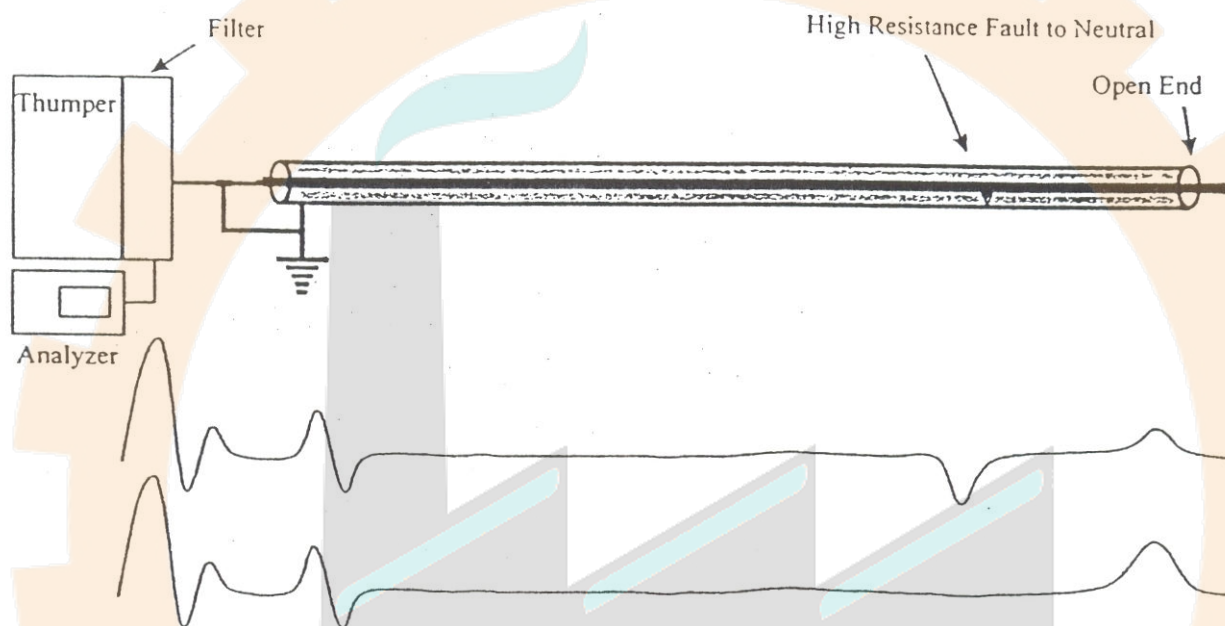 Filter
High Resistance Fault to Neutral
Open End
Thumper
Analyzer